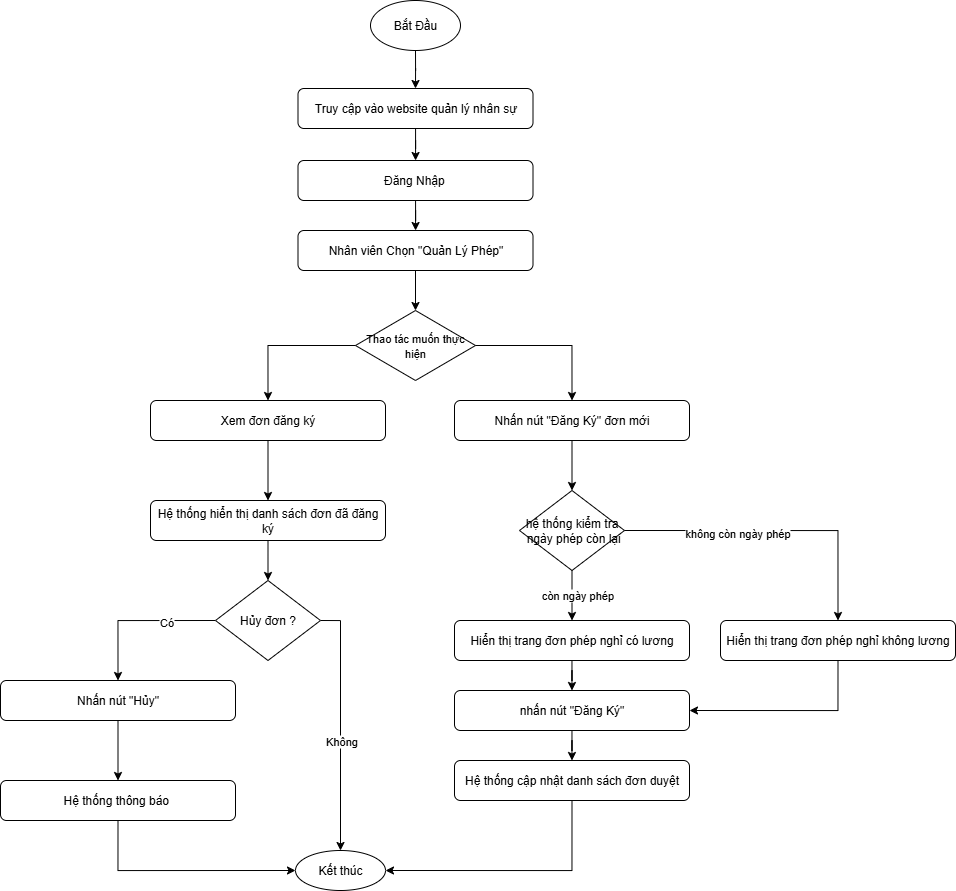 Bắt Đầu
Truy cập vào website quản lý nhân sự
Đăng Nhập
Nhân viên Chọn "Quản Lý Phép"
Thao tác muốn thực
hiện
Xem đơn đăng ký
Nhấn nút "Đăng Ký" đơn mới
Hệ thống hiển thị danh sách đơn đã đăng
ký
hệ thống kiểm tra
ngày phép còn lại
không còn ngày phép
còn ngày phép
Hủy đơn ?
Có
Hiển thị trang đơn phép nghỉ có lương
Hiển thị trang đơn phép nghỉ không lương
Nhấn nút "Hủy"
nhấn nút "Đăng Ký"
Không
Hệ thống cập nhật danh sách đơn duyệt
Hệ thống thông báo
Kết thúc